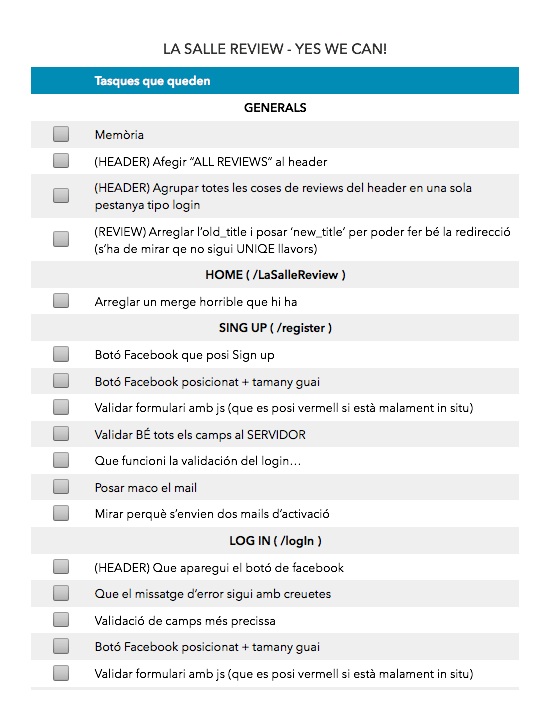 LA SALLE REVIEW - YES WE CAN!
Tasques que queden
GENERALS
Memòria
(HEADER) Afegir “ALL REVIEWS” al header
(HEADER) Agrupar totes les coses de reviews del header en una sola
pestanya tipo login
(REVIEW) Arreglar l’old_title i posar ‘new_title’ per poder fer bé la redirecció
(s’ha de mirar qe no sigui UNIQE llavors)
HOME ( /LaSalleReview )
Arreglar un merge horrible que hi ha
SING UP ( /register )
Botó Facebook que posi Sign up
Botó Facebook posicionat + tamany guai
Validar formulari amb js (que es posi vermell si està malament in situ)
Validar BÉ tots els camps al SERVIDOR
Que funcioni la validación del login…
Posar maco el mail
Mirar perquè s’envien dos mails d’activació
LOG IN ( /logIn )
(HEADER) Que aparegui el botó de facebook
Que el missatge d’error sigui amb creuetes
Validació de camps més precissa
Botó Facebook posicionat + tamany guai
Validar formulari amb js (que es posi vermell si està malament in situ)